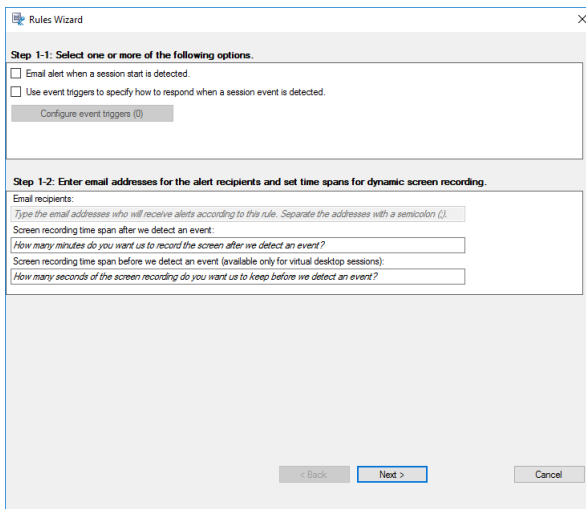 Rules Wizard
Step 1-1: Select one or more of the following options.
Email alert when a session start is detected.
Use event triggers to specify how to respond when a session event is detected.
Configure event triggers (0)
Step 1-2: Enter email addresses for the alert recipients and set time spans for dynamic screen recording.
Email recipients:
Type the email addresses who will receive alerts according to this rule. Separate the addresses with a semicolon (;).
Screen recording time span after we detect an event:
How many minutes do you want us to record the screen after we detect an event?
Screen recording time span before we detect an event (available only for virtual desktop sessions):
How many seconds of the screen recording do you want us to keep before we detect an event?
< Back
Next >
Cancel